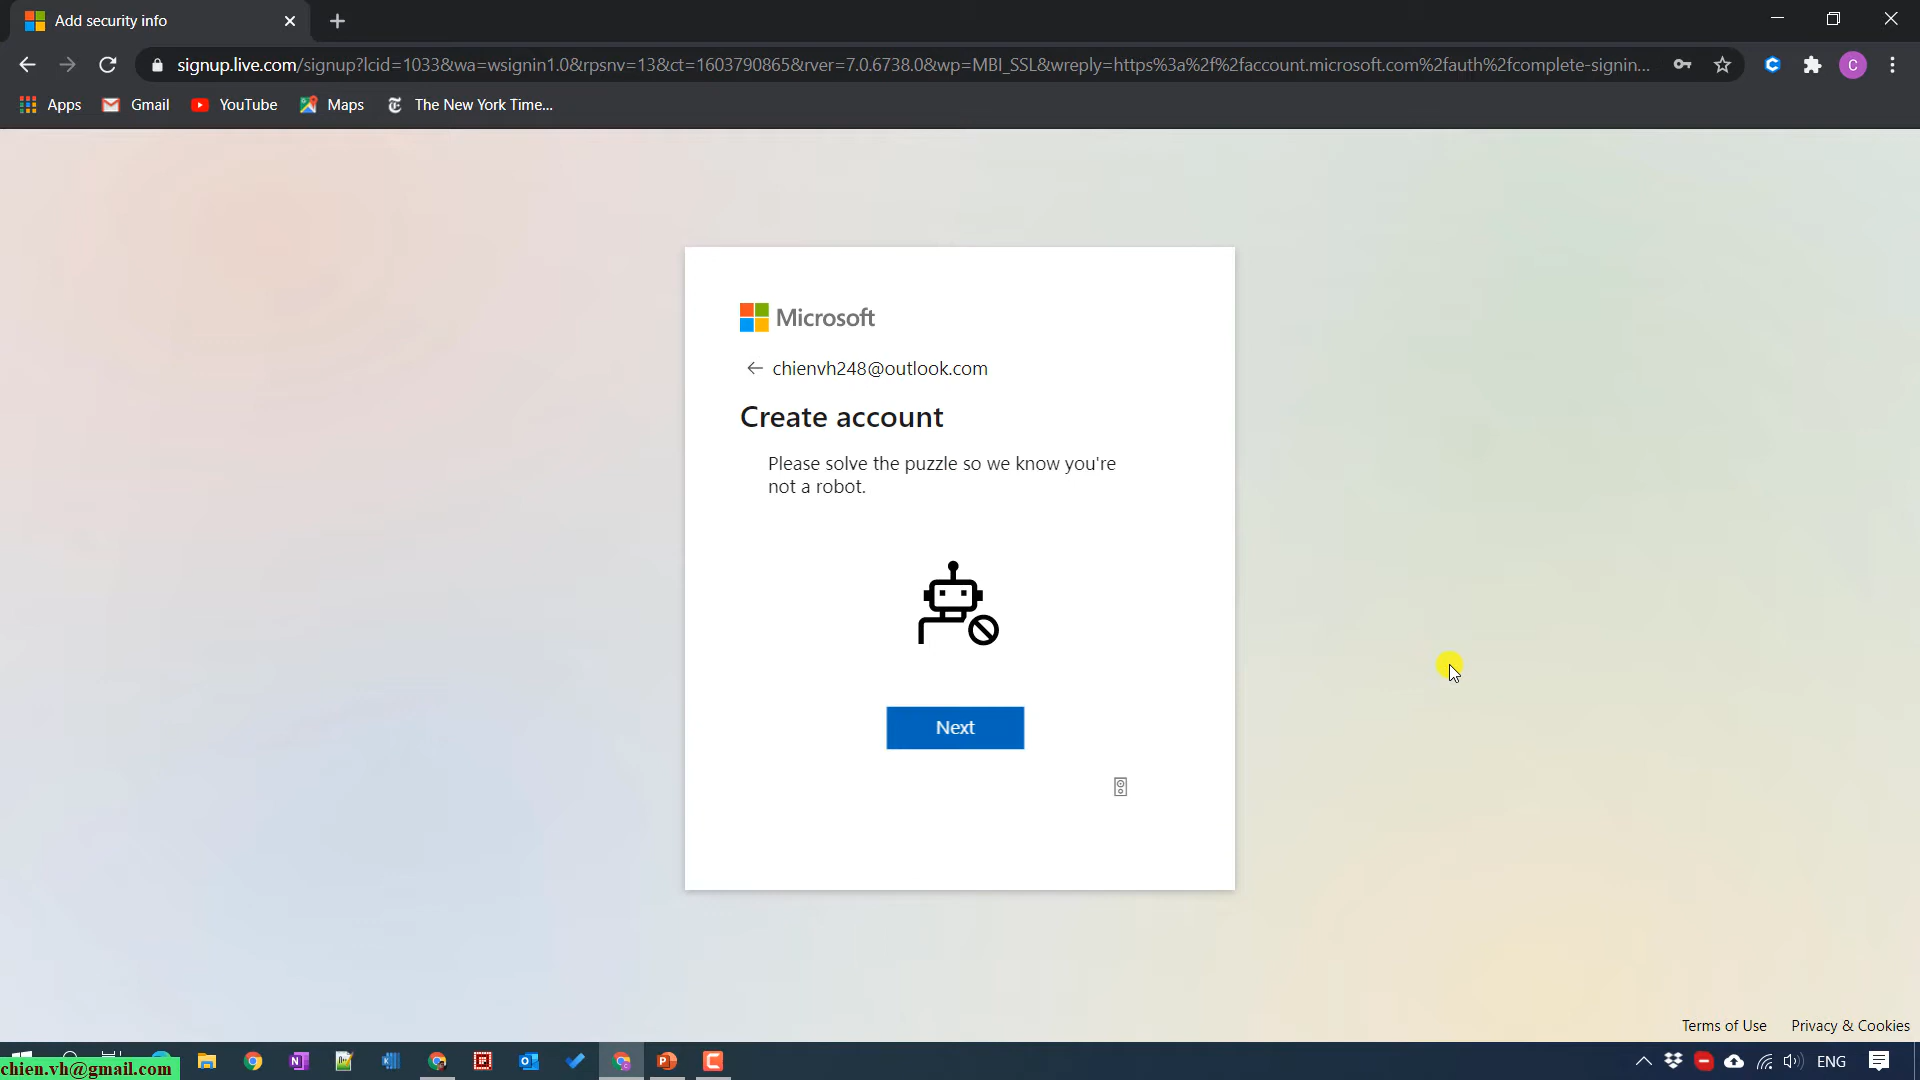 Add security info
signup.live.com/signup?lcid=1033&wa=wsignin1.0&rpsnv=13&ct=1603790865&rver=7.0.6738.0&wp=MBI_SSL&wreply=https%3a%2f%2faccount.microsoft.com%2fauth%2fcomplete-signin...
C
Apps Gmail YouTube Maps The New York Time...
Microsoft
chienvh248@outlook.com
Create account
Please solve the puzzle so we know you're
not a robot.
Next
Terms of Use Privacy & Cookies
chien.vh@gmail.com
ENG